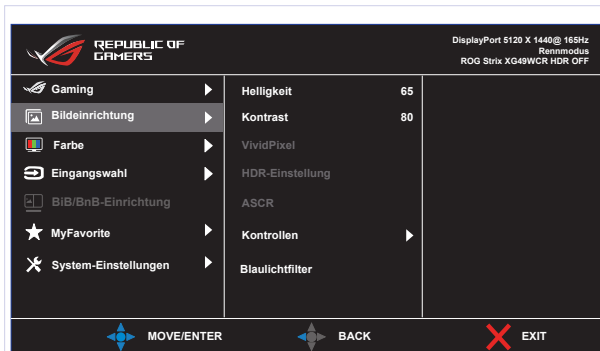 REPUBLIC OF
GAMERS
DisplayPort 5120 X 1440@ 165Hz
Rennmodus
ROG Strix XG49WCR HDR OFF
Gaming
Bildeinrichtung
Farbe
Eingangswahl
BiB/BnB-Einrichtung
MyFavorite
System-Einstellungen
Helligkeit 65
Kontrast 80
VividPixel
HDR-Einstellung
ASCR
Kontrollen
Blaulichtfilter
MOVE/ENTER BACK EXIT